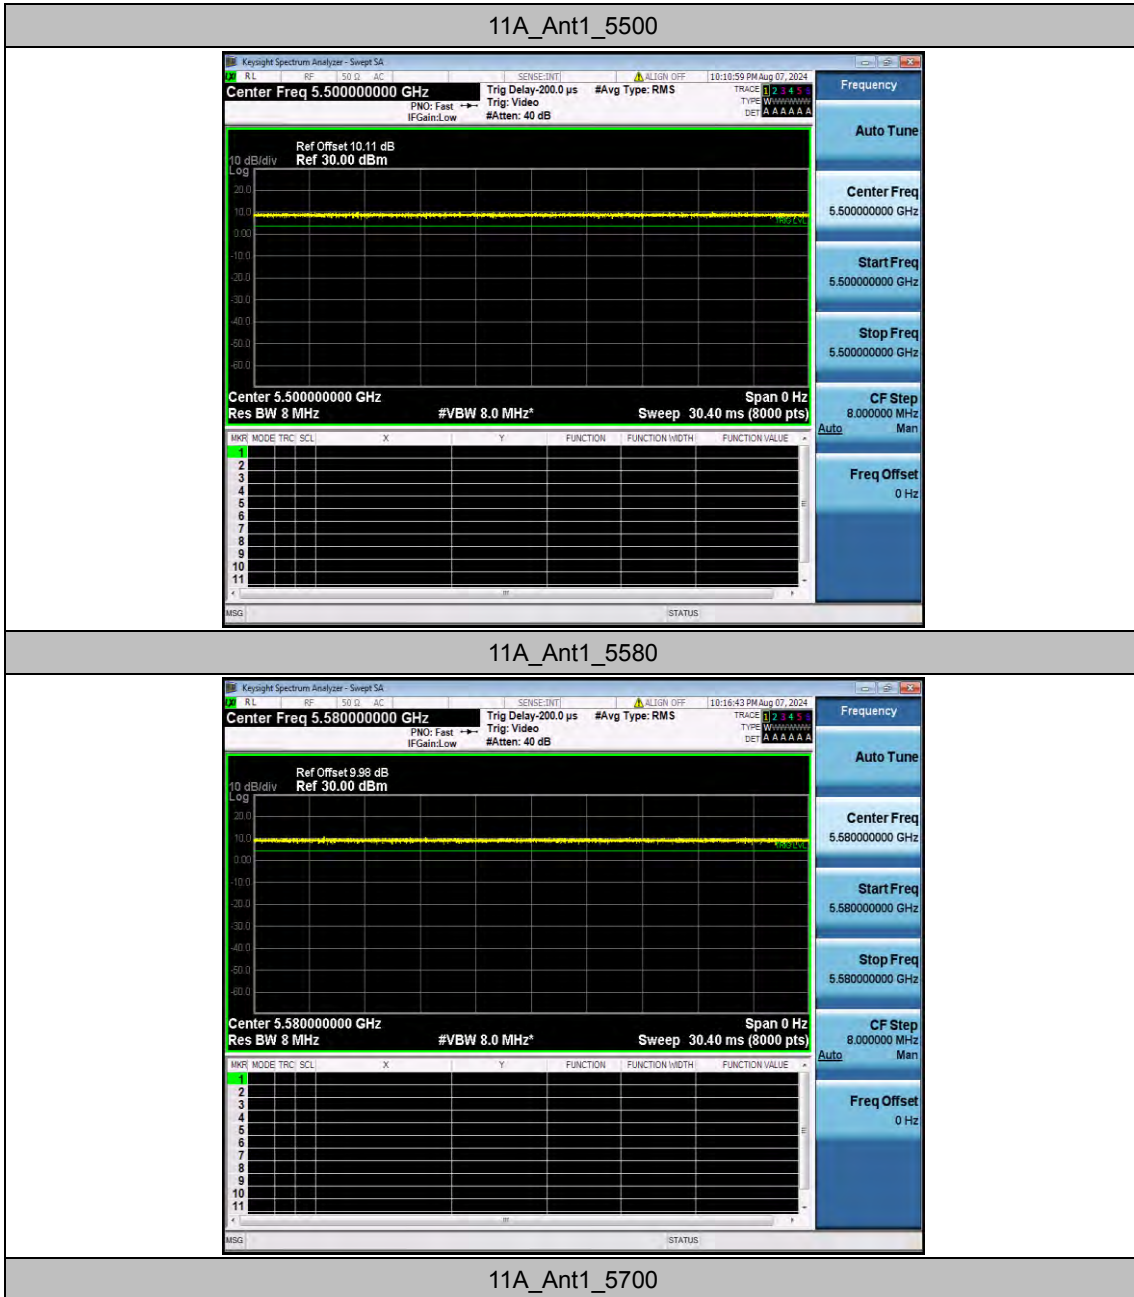 11A_Ant1_5500
Keysight Spectrum Analyzer - Swept SA
RL RF 50 Ω AC SENSE:INT ALIGN OFF 10:10:59 PM Aug 07, 2024
Center Freq 5.500000000 GHz
PNO: Fast
IFGain:Low
Trig Delay-200.0 µs
Trig: Video
#Atten: 40 dB
#Avg Type: RMS
TRACE 1 2 3 4 5 6
TYPE W
DET A A A A A A
Frequency
Auto Tune
Ref Offset 10.11 dB
10 dB/div Ref 30.00 dBm
Log
20.0
10.0
0.00
-10.0
-20.0
-30.0
-40.0
-50.0
-60.0
TRIG LVL
Center 5.500000000 GHz Span 0 Hz
Res BW 8 MHz #VBW 8.0 MHz* Sweep 30.40 ms (8000 pts)
Center Freq
5.500000000 GHz
Start Freq
5.500000000 GHz
Stop Freq
5.500000000 GHz
CF Step
8.000000 MHz
Auto Man
Freq Offset
0 Hz
MKR MODE TRC SCL X Y FUNCTION FUNCTION WIDTH FUNCTION VALUE
1
2
3
4
5
6
7
8
9
10
11
MSG STATUS
11A_Ant1_5580
Keysight Spectrum Analyzer - Swept SA
RL RF 50 Ω AC SENSE:INT ALIGN OFF 10:16:43 PM Aug 07, 2024
Center Freq 5.580000000 GHz
PNO: Fast
IFGain:Low
Trig Delay-200.0 µs
Trig: Video
#Atten: 40 dB
#Avg Type: RMS
TRACE 1 2 3 4 5 6
TYPE W
DET A A A A A A
Frequency
Auto Tune
Ref Offset 9.98 dB
10 dB/div Ref 30.00 dBm
Log
20.0
10.0
0.00
-10.0
-20.0
-30.0
-40.0
-50.0
-60.0
TRIG LVL
Center 5.580000000 GHz Span 0 Hz
Res BW 8 MHz #VBW 8.0 MHz* Sweep 30.40 ms (8000 pts)
Center Freq
5.580000000 GHz
Start Freq
5.580000000 GHz
Stop Freq
5.580000000 GHz
CF Step
8.000000 MHz
Auto Man
Freq Offset
0 Hz
MKR MODE TRC SCL X Y FUNCTION FUNCTION WIDTH FUNCTION VALUE
1
2
3
4
5
6
7
8
9
10
11
MSG STATUS
11A_Ant1_5700